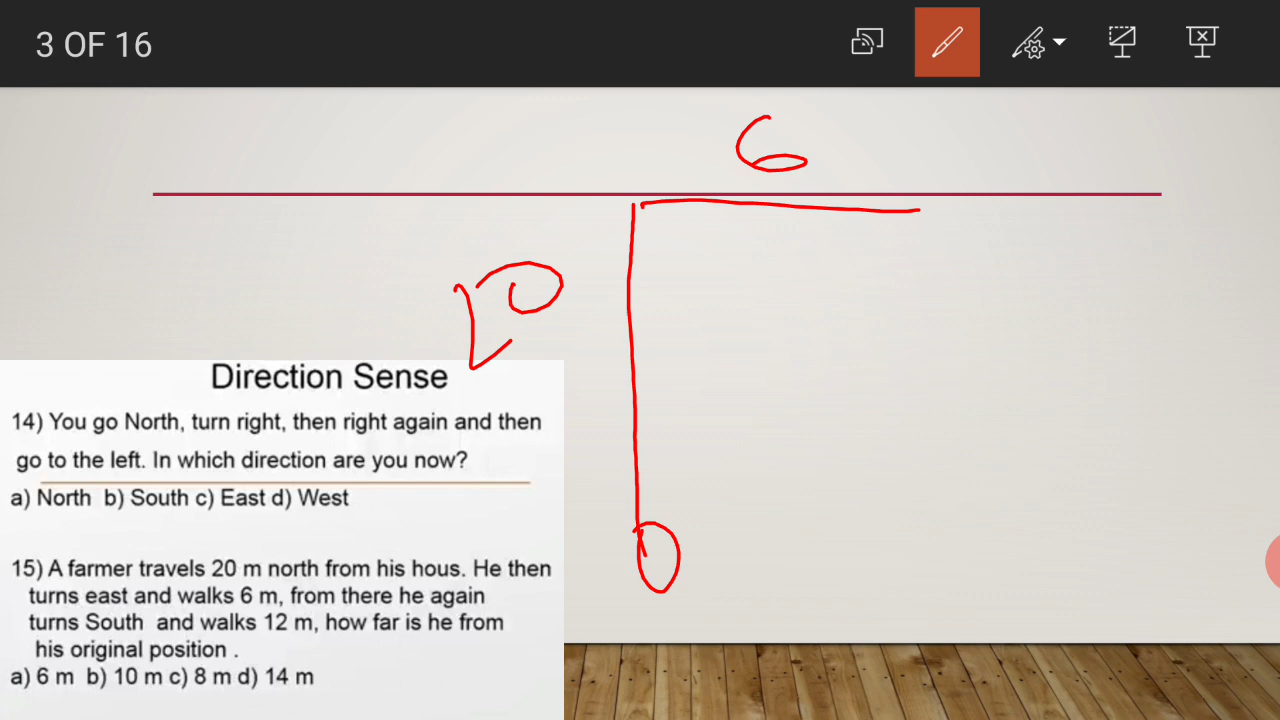 3 OF 16
6
20
Direction Sense
14) You go North, turn right, then right again and then
go to the left. In which direction are you now?
a) North b) South c) East d) West
15) A farmer travels 20 m north from his hous. He then
turns east and walks 6 m, from there he again
turns South and walks 12 m, how far is he from
his original position .
a) 6 m b) 10 m c) 8 m d) 14 m